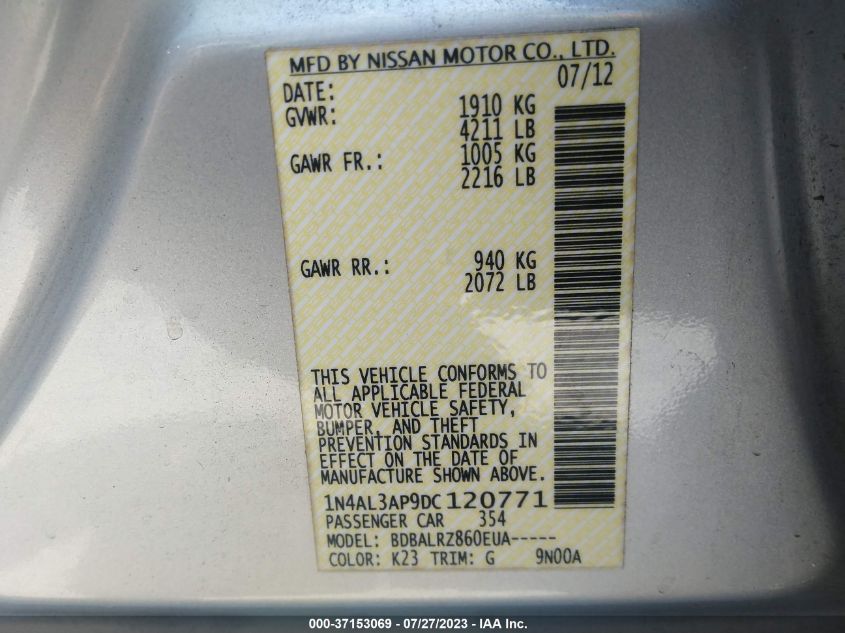 MFD BY NISSAN MOTOR CO., LTD.
DATE: 07/12
GVWR: 1910 KG
4211 LB
GAWR FR.: 1005 KG
2216 LB
GAWR RR.: 940 KG
2072 LB
THIS VEHICLE CONFORMS TO
ALL APPLICABLE FEDERAL
MOTOR VEHICLE SAFETY,
BUMPER, AND THEFT
PREVENTION STANDARDS IN
EFFECT ON THE DATE OF
MANUFACTURE SHOWN ABOVE.
1N4AL3AP9DC120771
PASSENGER CAR 354
MODEL: BDBALRZ860EUA-----
COLOR: K23 TRIM: G 9N00A
000-37153069 - 07/27/2023 - IAA Inc.